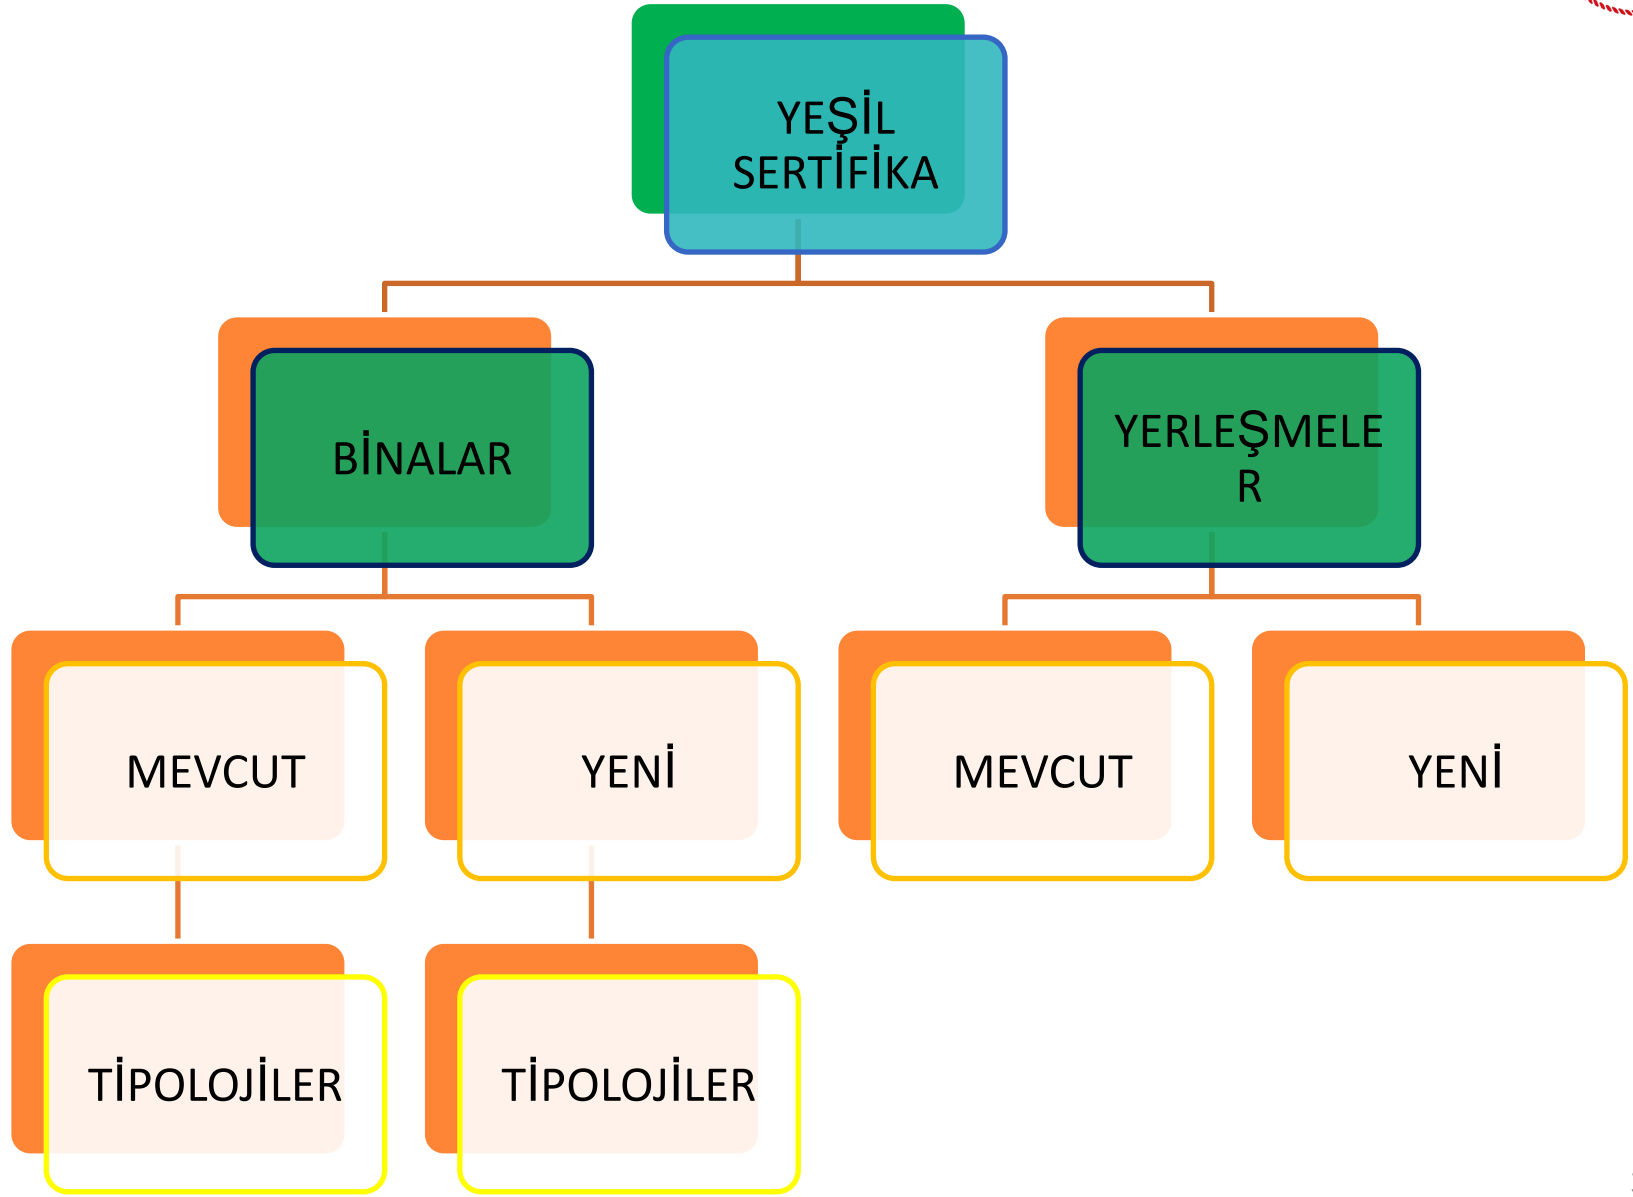 YEŞİL
SERTİFİKA
BİNALAR
YERLEŞMELE
R
MEVCUT
YENİ
MEVCUT
YENİ
TİPOLOJİLER
TİPOLOJİLER